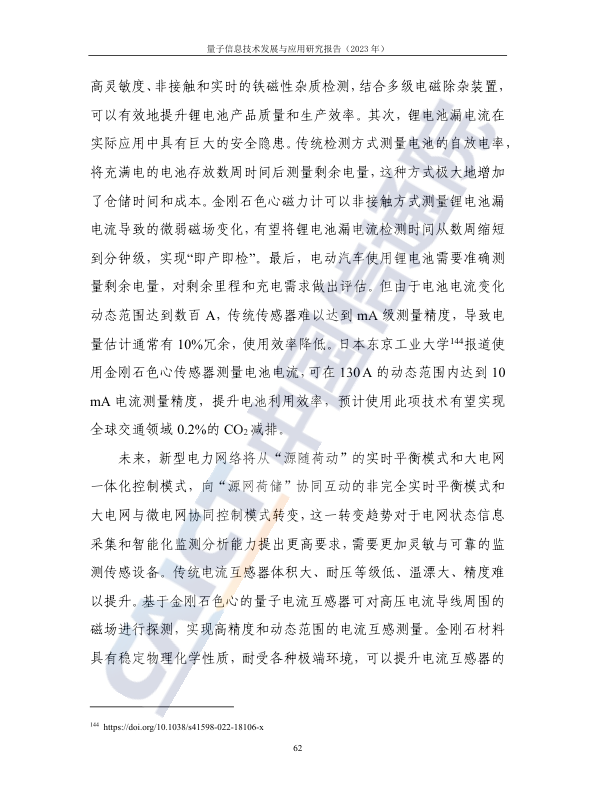 量子信息技术发展与应用研究报告（2023 年）
高灵敏度、非接触和实时的铁磁性杂质检测，结合多级电磁除杂装置，
可以有效地提升锂电池产品质量和生产效率。其次，锂电池漏电流在
实际应用中具有巨大的安全隐患。传统检测方式测量电池的自放电率，
将充满电的电池存放数周时间后测量剩余电量，这种方式极大地增加
了仓储时间和成本。金刚石色心磁力计可以非接触方式测量锂电池漏
电流导致的微弱磁场变化，有望将锂电池漏电流检测时间从数周缩短
到分钟级，实现“即产即检”。最后，电动汽车使用锂电池需要准确测
量剩余电量，对剩余里程和充电需求做出评估。但由于电池电流变化
动态范围达到数百 A，传统传感器难以达到 mA 级测量精度，导致电
量估计通常有 10%冗余，使用效率降低。日本东京工业大学144报道使
用金刚石色心传感器测量电池电流，可在 130 A 的动态范围内达到 10
mA 电流测量精度，提升电池利用效率，预计使用此项技术有望实现
全球交通领域 0.2%的 CO2 减排。
未来，新型电力网络将从“源随荷动”的实时平衡模式和大电网
一体化控制模式，向“源网荷储”协同互动的非完全实时平衡模式和
大电网与微电网协同控制模式转变，这一转变趋势对于电网状态信息
采集和智能化监测分析能力提出更高要求，需要更加灵敏与可靠的监
测传感设备。传统电流互感器体积大、耐压等级低、温漂大、精度难
以提升。基于金刚石色心的量子电流互感器可对高压电流导线周围的
磁场进行探测，实现高精度和动态范围的电流互感测量。金刚石材料
具有稳定物理化学性质，耐受各种极端环境，可以提升电流互感器的
144 https://doi.org/10.1038/s41598-022-18106-x
62
CAICT 中国信通院